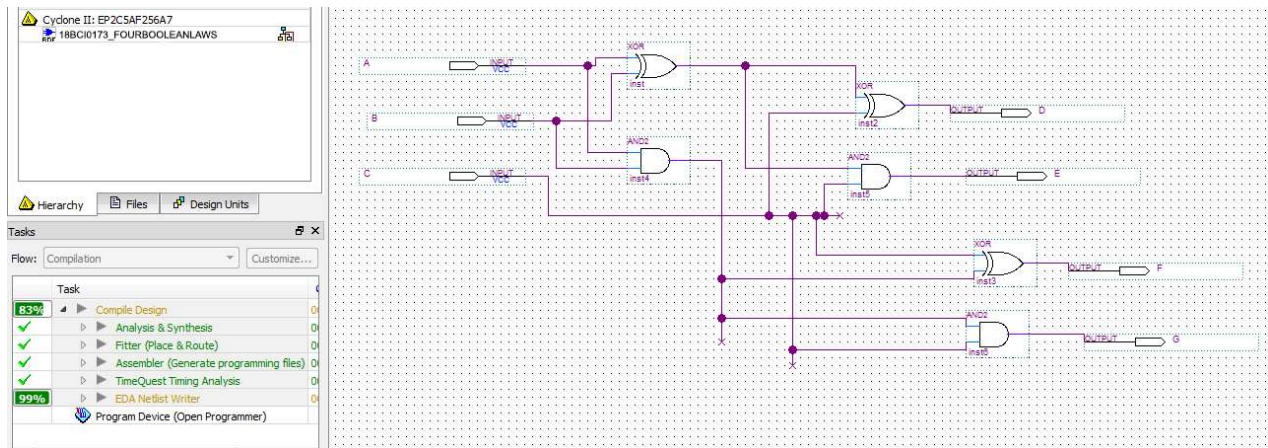 Cyclone II: EP2C5AF256A7
18BCI0173_FOURBOOLEANLAWS
Hierarchy
Files
Design Units
Tasks
Flow:
Compilation
Customize...
Task
83%
Compile Design
Analysis & Synthesis
Fitter (Place & Route)
Assembler (Generate programming files)
TimeQuest Timing Analysis
99%
EDA Netlist Writer
Program Device (Open Programmer)
XOR
A
INPUT
VCC
inst
XOR
B
INPUT
VCC
OUTPUT
D
inst2
AND2
C
INPUT
VCC
inst4
AND2
OUTPUT
E
inst5
XOR
OUTPUT
F
inst3
AND2
OUTPUT
G
inst6